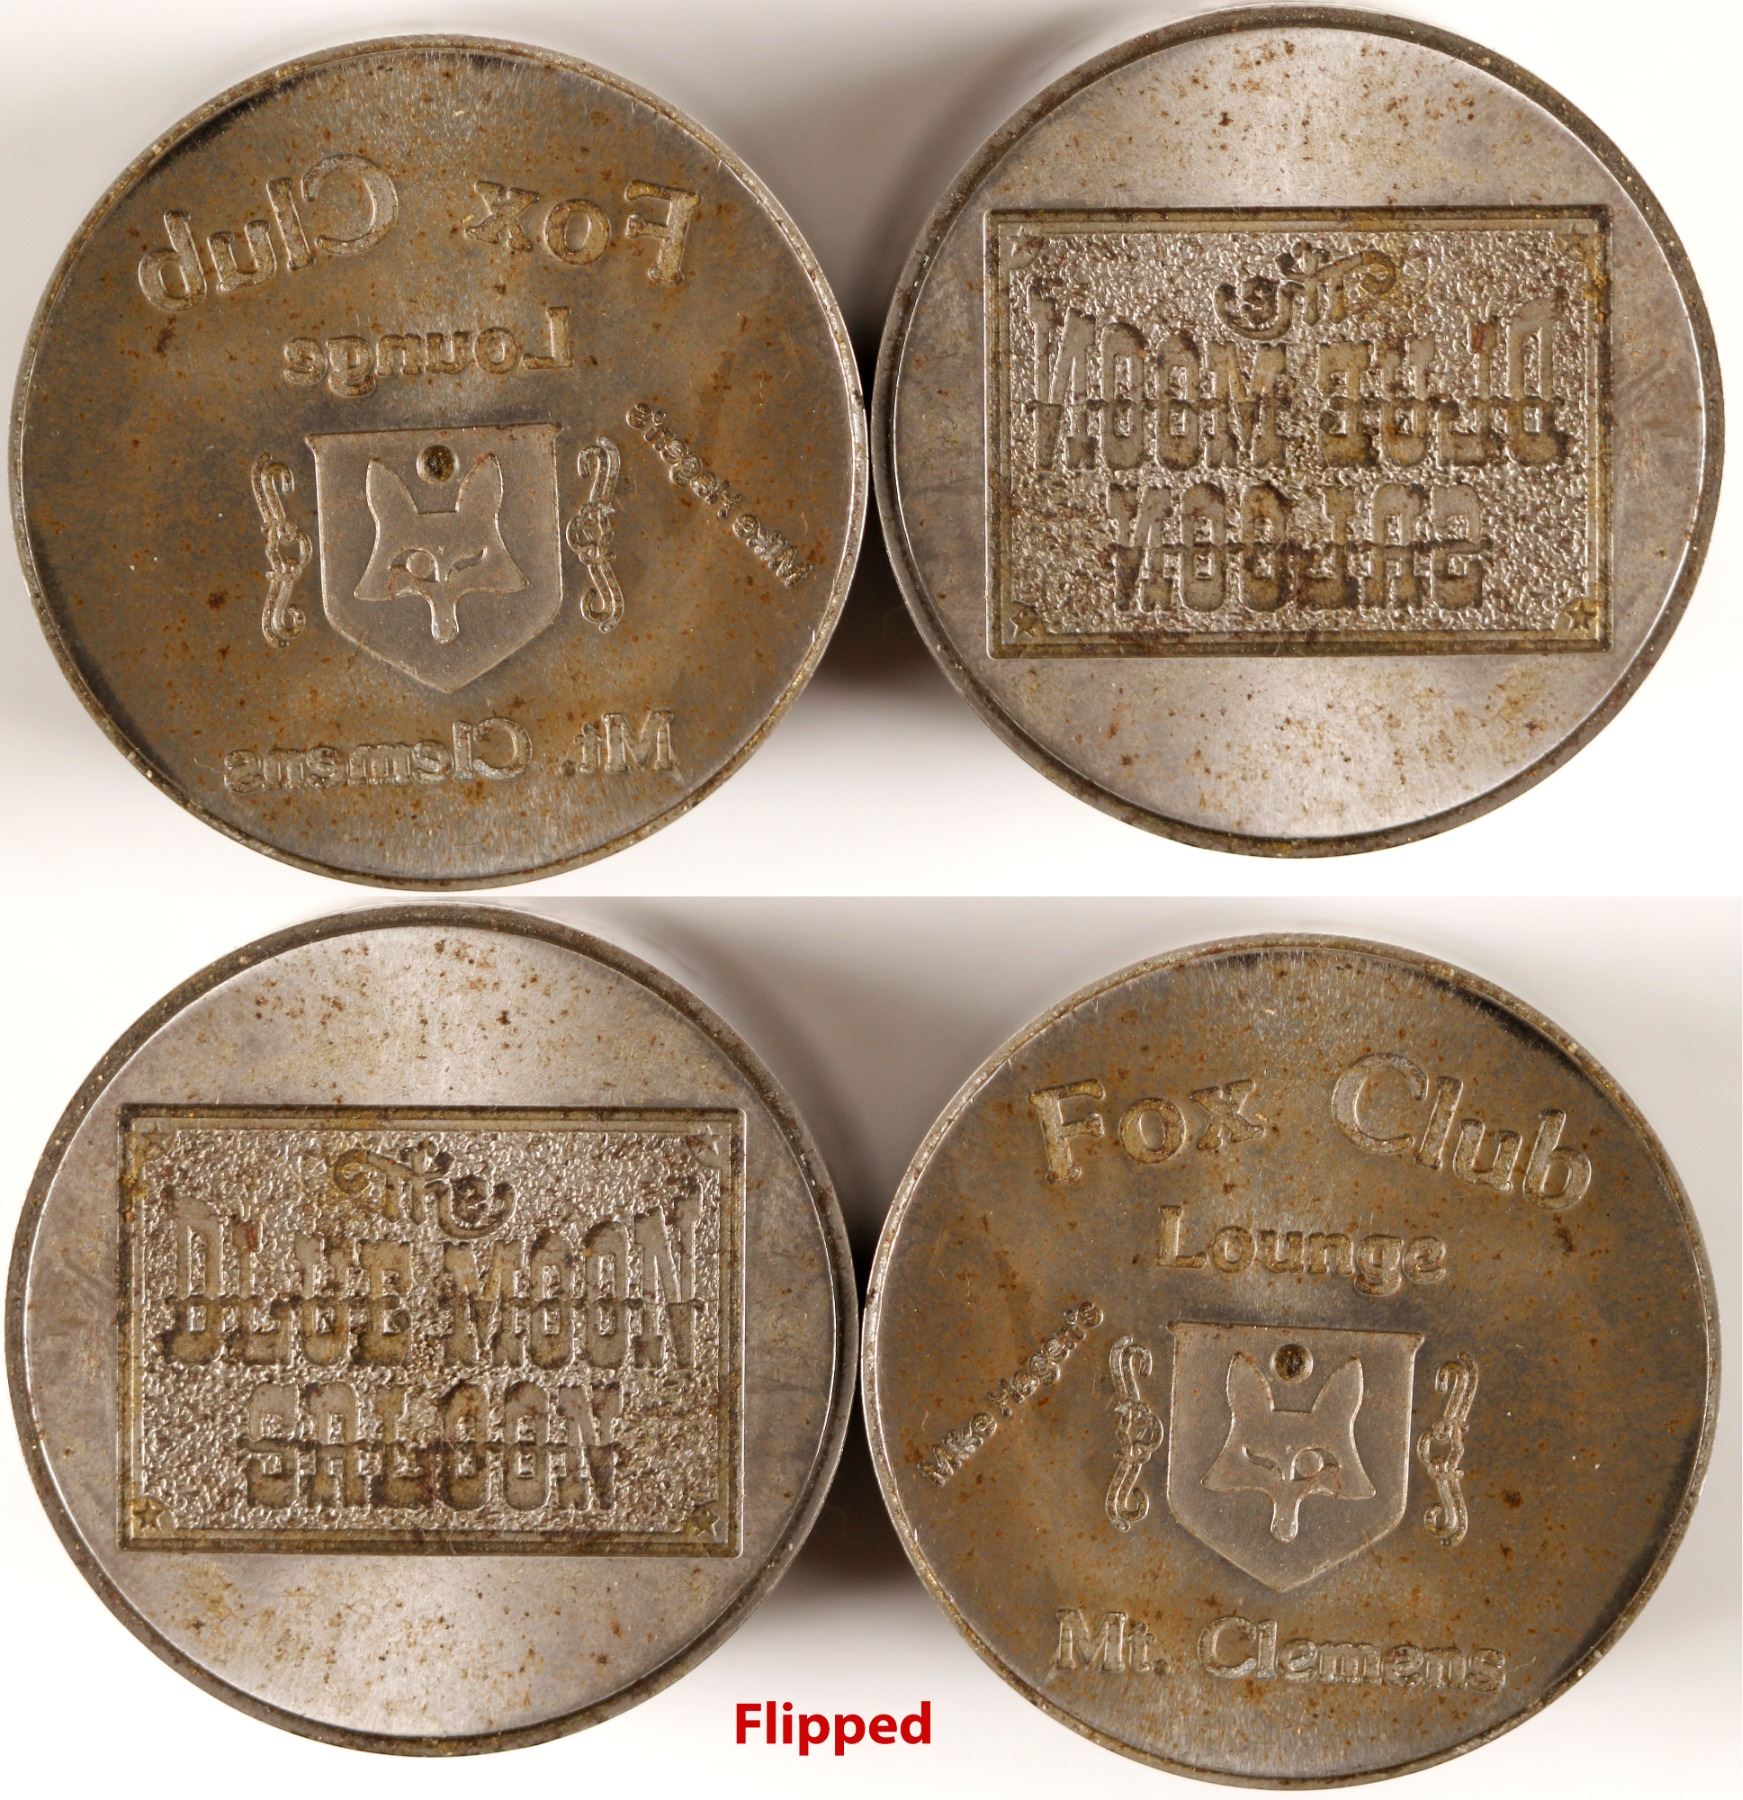 Fox Club
Lounge
Mike Hagen's
Mt. Clemens
The
BLUE MOON
SALOON
The
BLUE MOON
SALOON
Fox Club
Lounge
Mike Hagen's
Mt. Clemens
Flipped